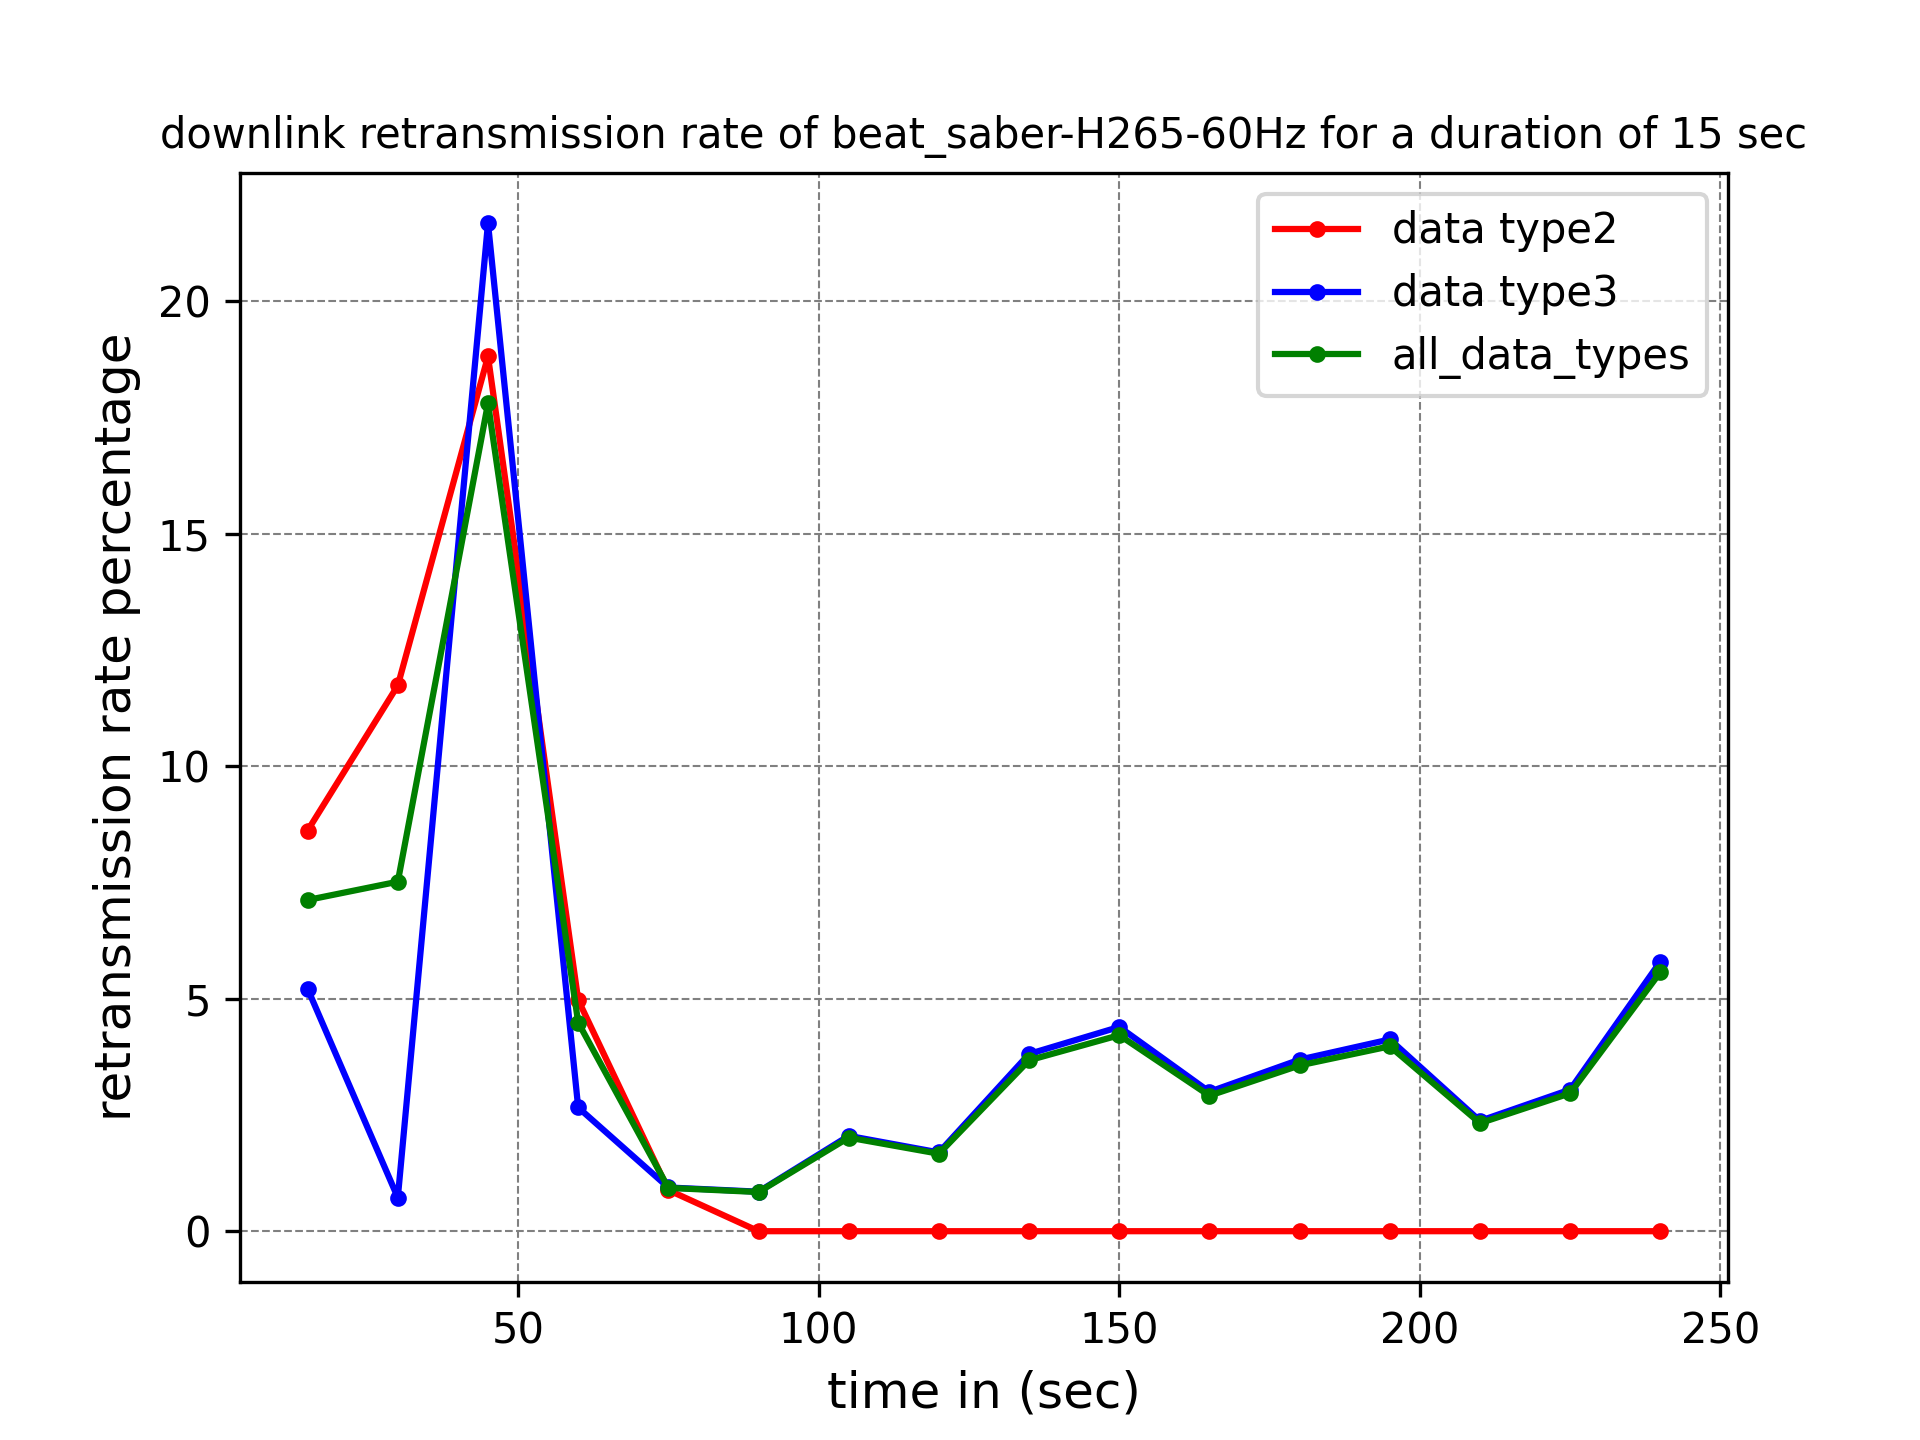 downlink retransmission rate of beat_saber-H265-60Hz for a duration of 15 sec
data type2
data type3
all_data_types
retransmission rate percentage
20
15
10
5
0
50 100 150 200 250
time in (sec)